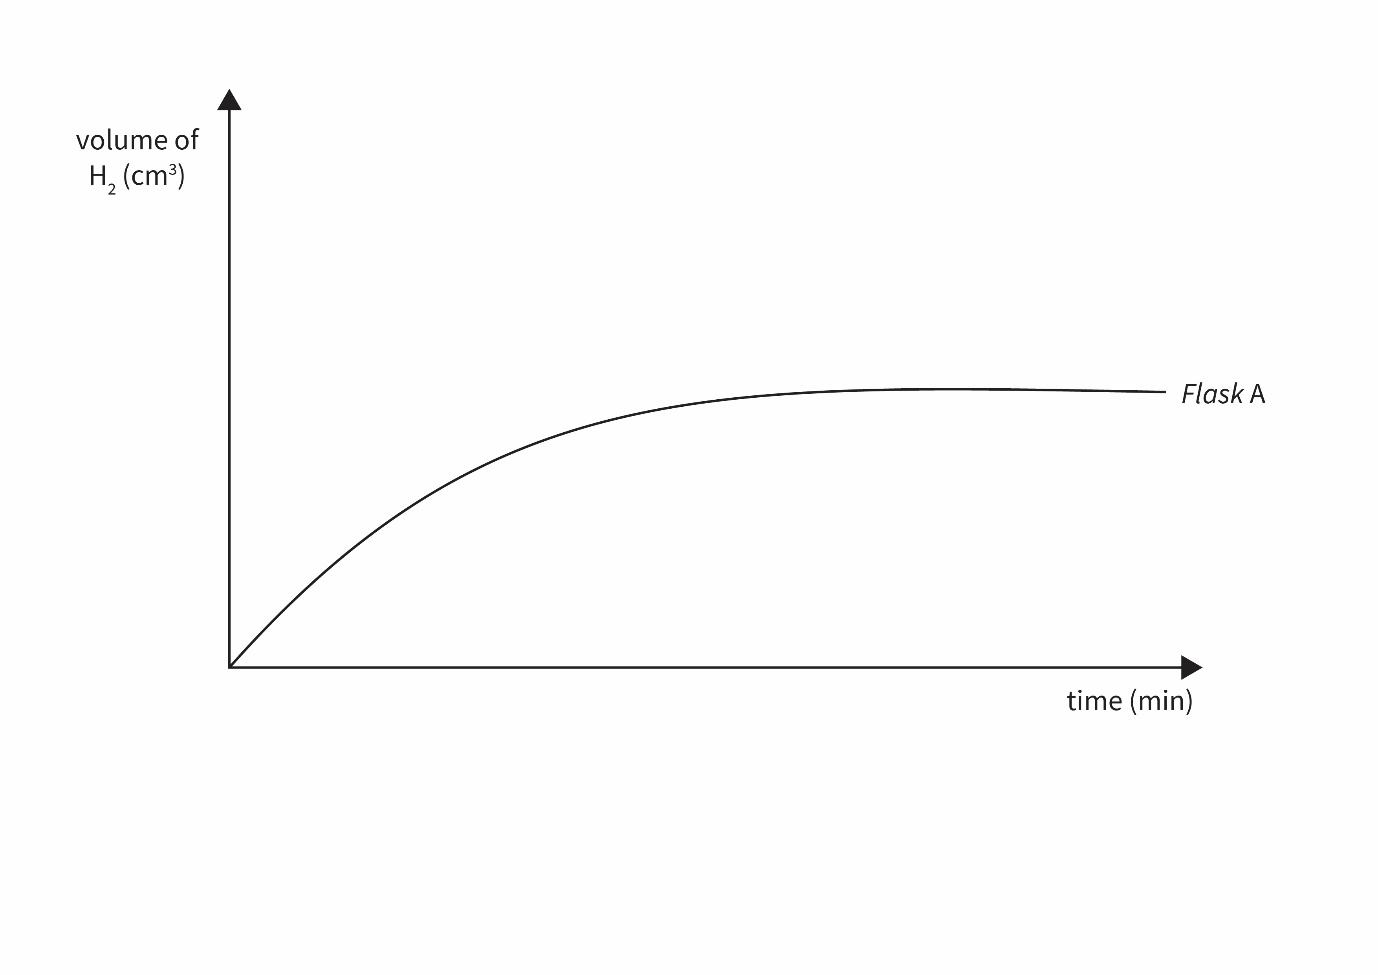 volume of
H₂ (cm³)
Flask A
time (min)